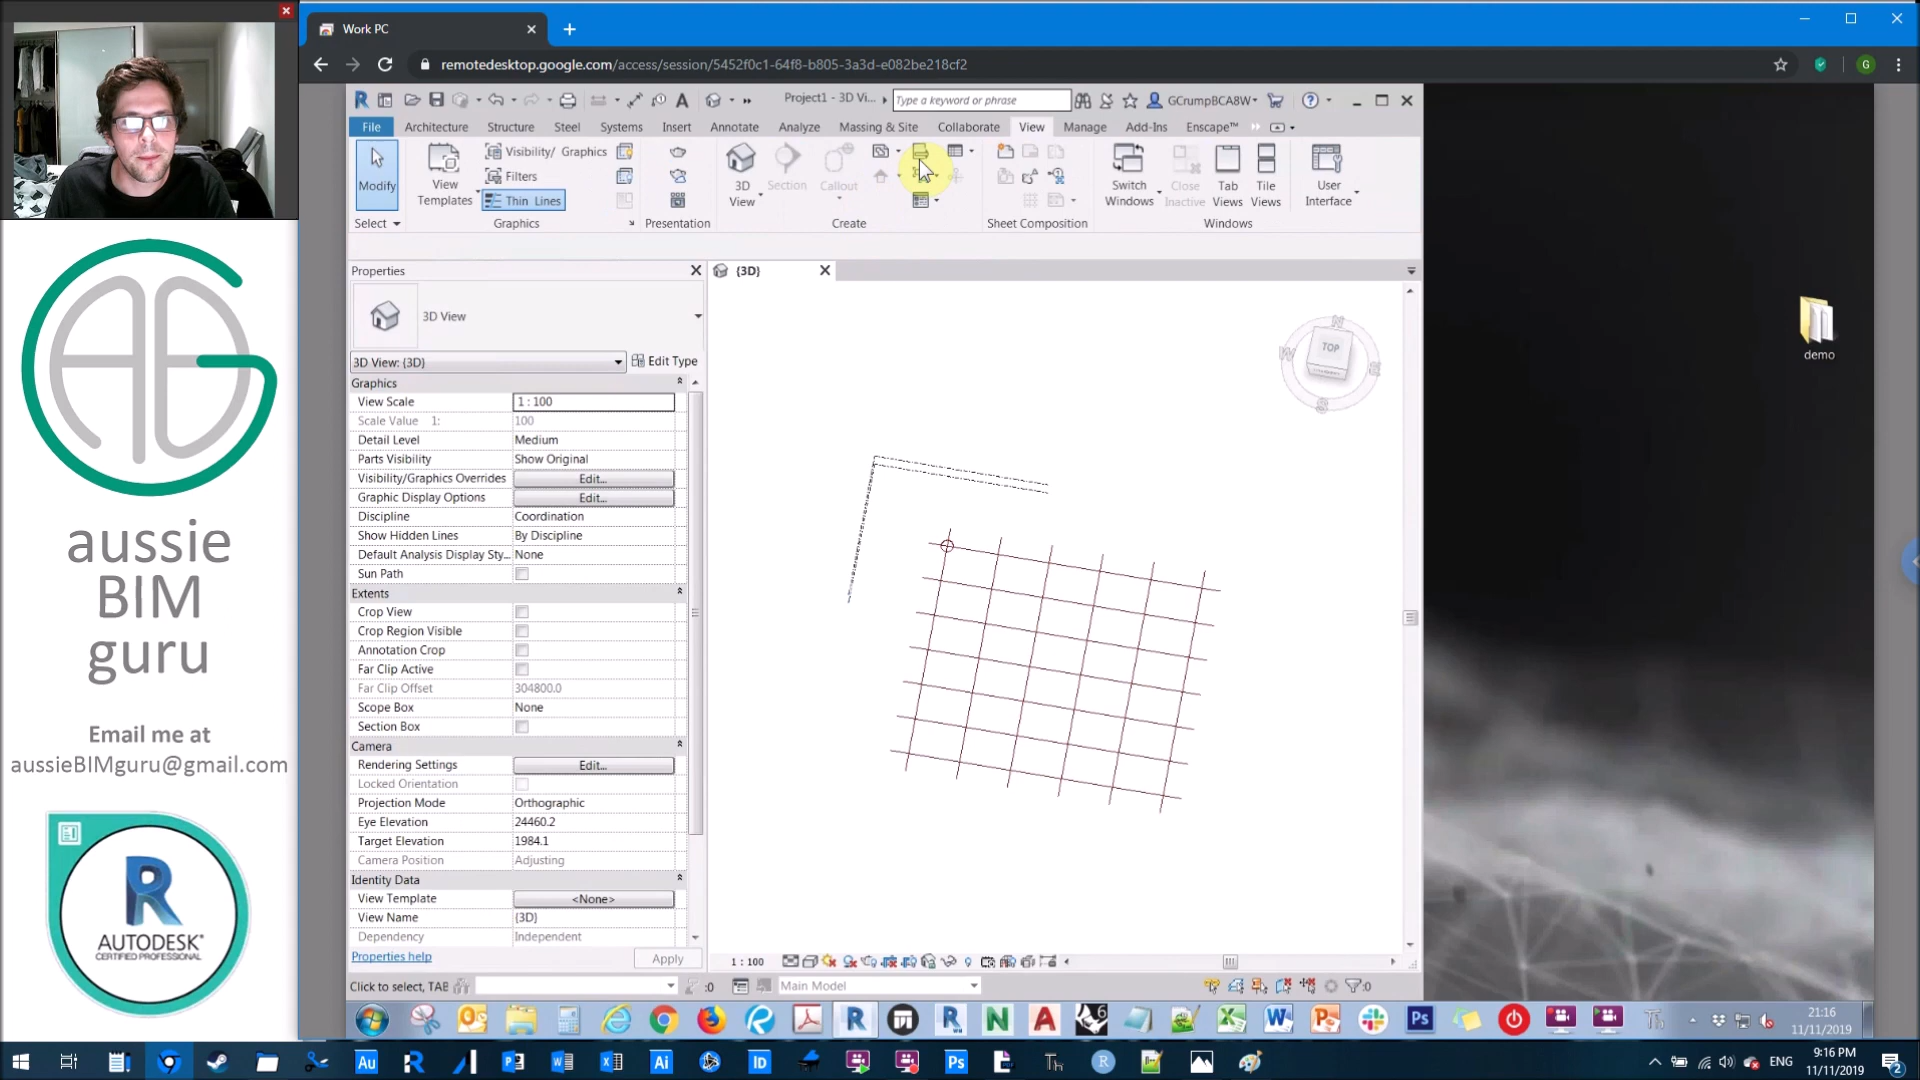 Work PC
remotedesktop.google.com/access/session/5452f0c1-64f8-b805-3a3d-e082be218cf2
G
Project1 - 3D Vi...
Type a keyword or phrase
GCrumpBCA8W
File
Architecture
Structure
Steel
Systems
Insert
Annotate
Analyze
Massing & Site
Collaborate
View
Manage
Add-Ins
Enscape™
Modify
View
Templates
Visibility/ Graphics
Filters
Thin Lines
3D
View
Section
Callout
Switch
Windows
Close
Inactive
Tab
Views
Tile
Views
User
Interface
Select
Graphics
Presentation
Create
Sheet Composition
Windows
Properties
{3D}
3D View
3D View: {3D}
Edit Type
Graphics
View Scale 1 : 100
Scale Value 1: 100
Detail Level Medium
Parts Visibility Show Original
Visibility/Graphics Overrides Edit...
Graphic Display Options Edit...
Discipline Coordination
Show Hidden Lines By Discipline
Default Analysis Display Sty... None
Sun Path
Extents
Crop View
Crop Region Visible
Annotation Crop
Far Clip Active
Far Clip Offset 304800.0
Scope Box None
Section Box
Camera
Rendering Settings Edit...
Locked Orientation
Projection Mode Orthographic
Eye Elevation 24460.2
Target Elevation 1984.1
Camera Position Adjusting
Identity Data
View Template <None>
View Name {3D}
Dependency Independent
Properties help
Apply
TOP
N
W
E
S
1 : 100
Click to select, TAB
:0
Main Model
:0
demo
21:16
11/11/2019
ENG
9:16 PM
11/11/2019
2
aussie
BIM
guru
Email me at
aussieBIMguru@gmail.com
R
AUTODESK®
CERTIFIED PROFESSIONAL